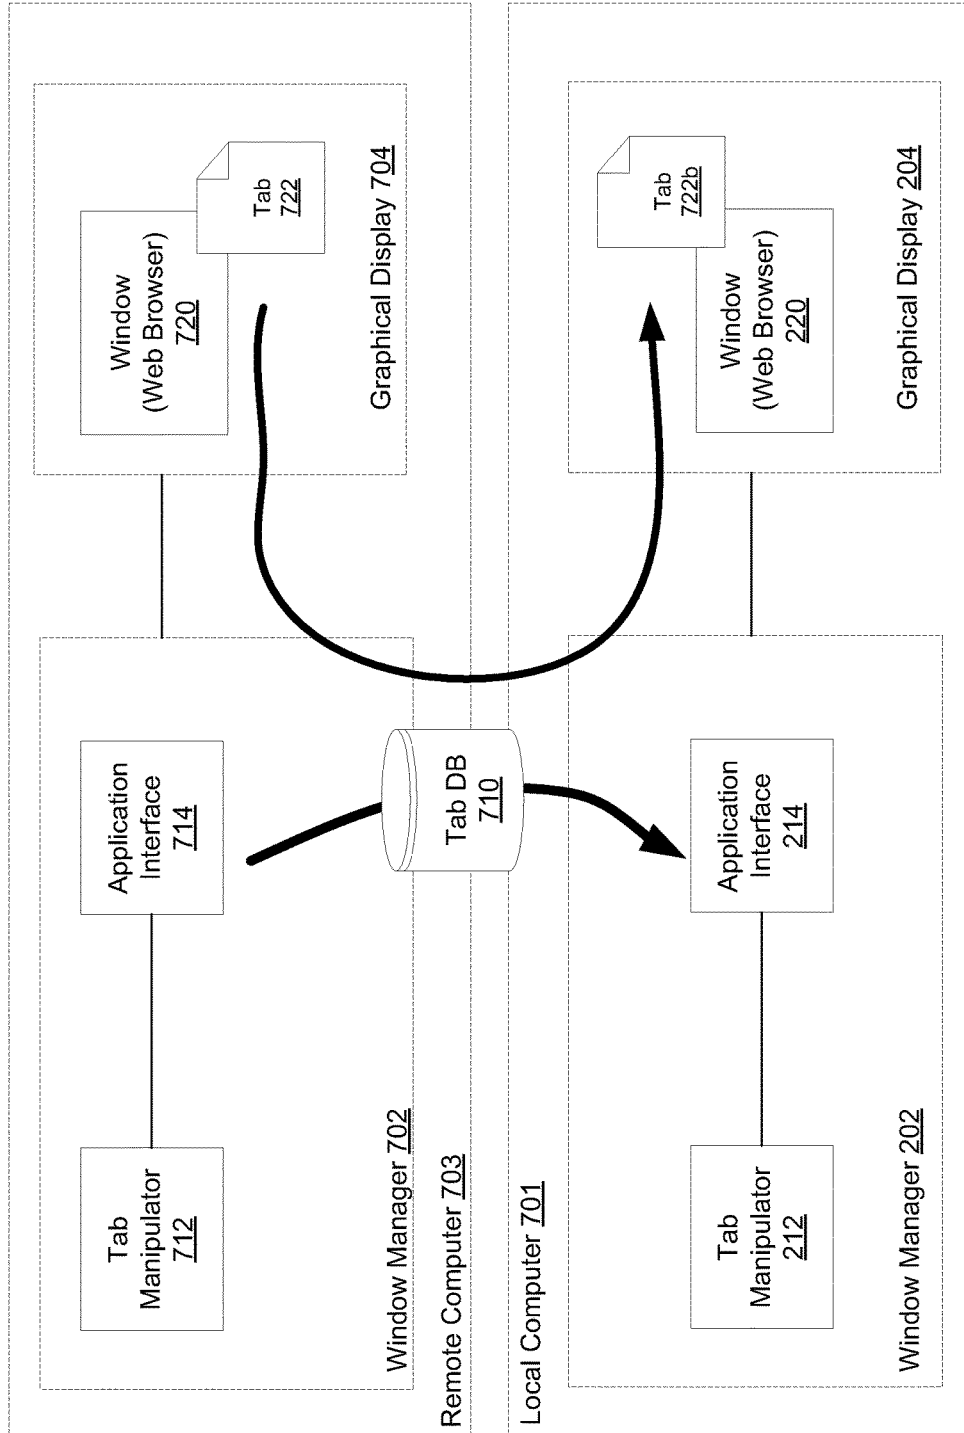 Tab
Manipulator
712
Application
Interface
714
Window
(Web Browser)
720
Tab
722
Window Manager 702
Graphical Display 704
Remote Computer 703
Tab DB
710
Local Computer 701
Tab
Manipulator
212
Application
Interface
214
Tab
722b
Window
(Web Browser)
220
Window Manager 202
Graphical Display 204